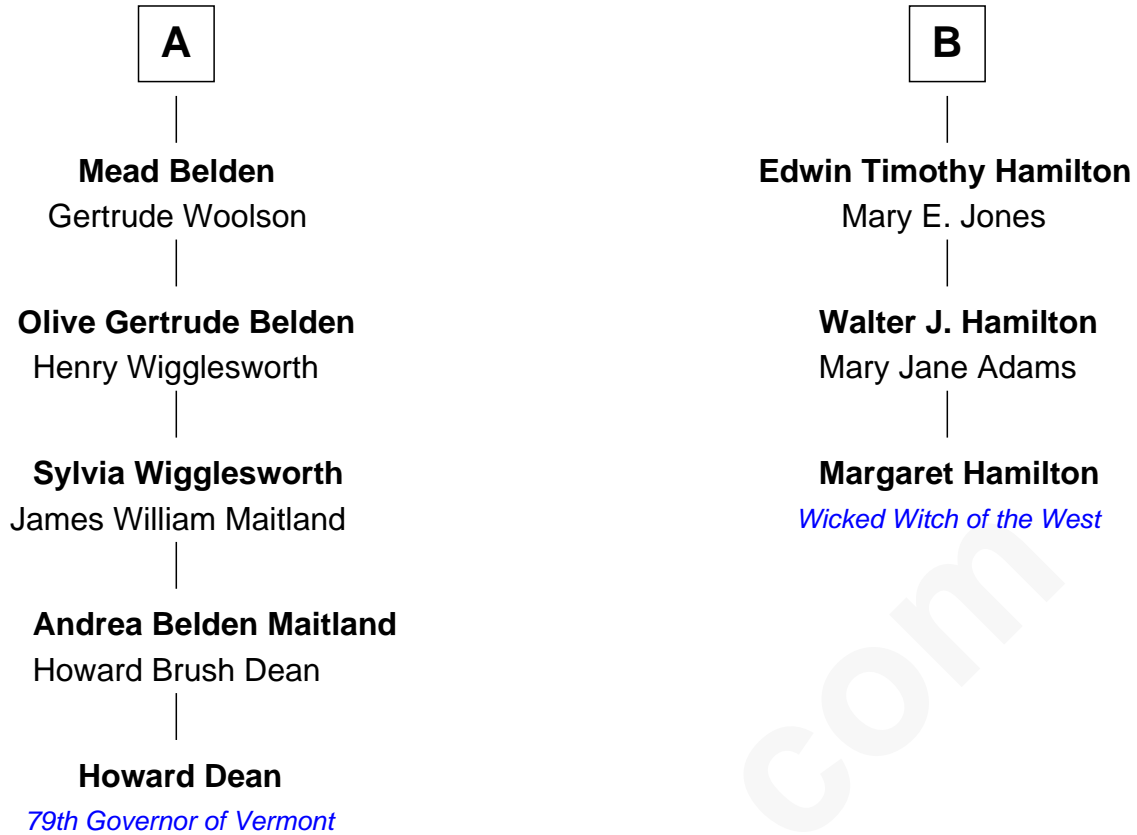 A
Mead Belden
Gertrude Woolson
Olive Gertrude Belden
Henry Wigglesworth
Sylvia Wigglesworth
James William Maitland
Andrea Belden Maitland
Howard Brush Dean
Howard Dean
79th Governor of Vermont
B
Edwin Timothy Hamilton
Mary E. Jones
Walter J. Hamilton
Mary Jane Adams
Margaret Hamilton
Wicked Witch of the West
com